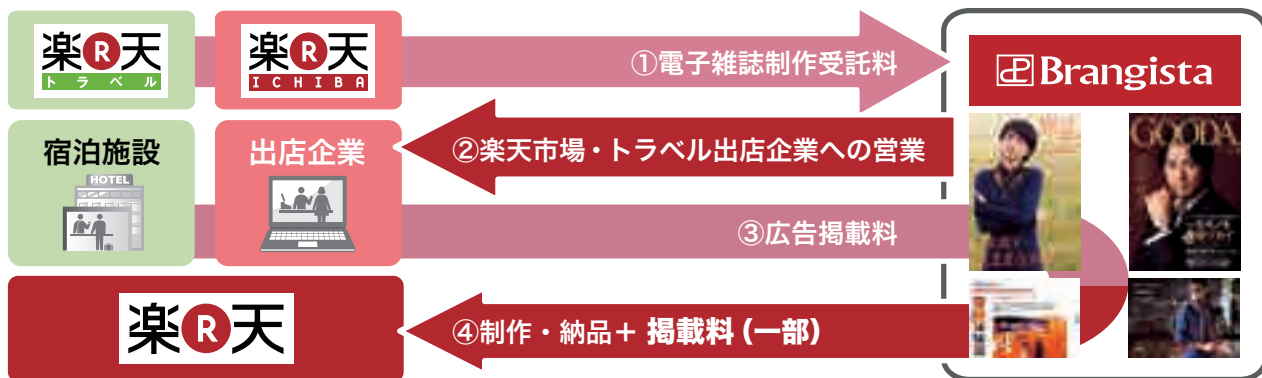 楽R天
トラベル
楽R天
ICHIBA
①電子雑誌制作受託料
Brangista
宿泊施設
HOTEL
出店企業
②楽天市場・トラベル出店企業への営業
GOODA
③広告掲載料
楽R天
④制作・納品+ 掲載料(一部)